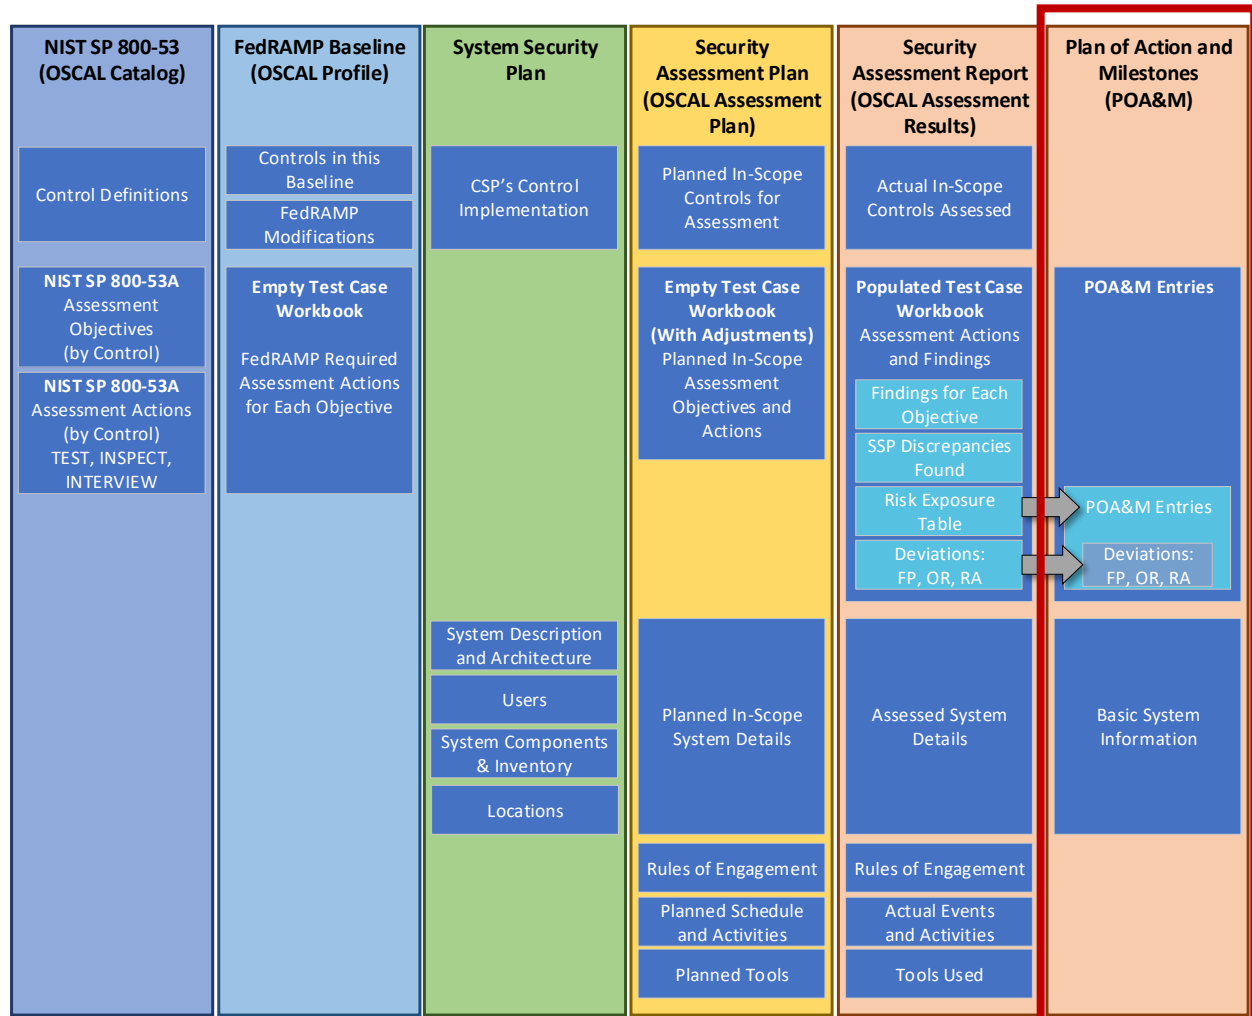 NIST SP 800-53
(OSCAL Catalog)
Control Definitions
NIST SP 800-53A
Assessment
Objectives
(by Control)
NIST SP 800-53A
Assessment Actions
(by Control)
TEST, INSPECT,
INTERVIEW
FedRAMP Baseline
(OSCAL Profile)
Controls in this
Baseline
FedRAMP
Modifications
Empty Test Case
Workbook
FedRAMP Required
Assessment Actions
for Each Objective
System Security
Plan
CSP's Control
Implementation
System Description
and Architecture
Users
System Components
& Inventory
Locations
Security
Assessment Plan
(OSCAL Assessment
Plan)
Planned In-Scope
Controls for
Assessment
Empty Test Case
Workbook
(With Adjustments)
Planned In-Scope
Assessment
Objectives and
Actions
Planned In-Scope
System Details
Rules of Engagement
Planned Schedule
and Activities
Planned Tools
Security
Assessment Report
(OSCAL Assessment
Results)
Actual In-Scope
Controls Assessed
Populated Test Case
Workbook
Assessment Actions
and Findings
Findings for Each
Objective
SSP Discrepancies
Found
Risk Exposure
Table
Deviations:
FP, OR, RA
Assessed System
Details
Rules of Engagement
Actual Events
and Activities
Tools Used
Plan of Action and
Milestones
(POA&M)
POA&M Entries
POA&M Entries
Deviations:
FP, OR, RA
Basic System
Information